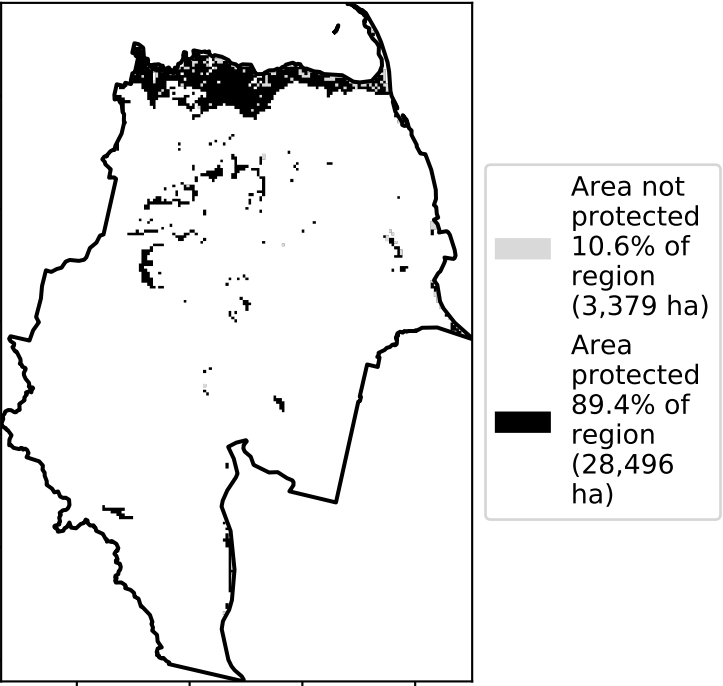 Area not
protected
10.6% of
region
(3,379 ha)
Area
protected
89.4% of
region
(28,496
ha)